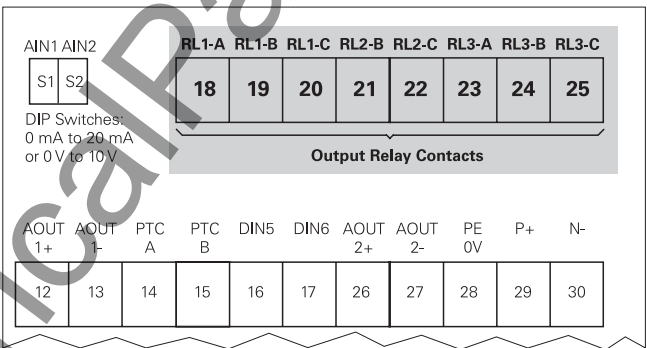 AIN1 AIN2
S1 S2
DIP Switches:
0 mA to 20 mA
or 0 V to 10 V
RL1-A RL1-B RL1-C RL2-B RL2-C RL3-A RL3-B RL3-C
18 19 20 21 22 23 24 25
Output Relay Contacts
AOUT AOUT PTC PTC DIN5 DIN6 AOUT AOUT PE P+ N-
1+ 1- A B 2+ 2- 0V
12 13 14 15 16 17 26 27 28 29 30